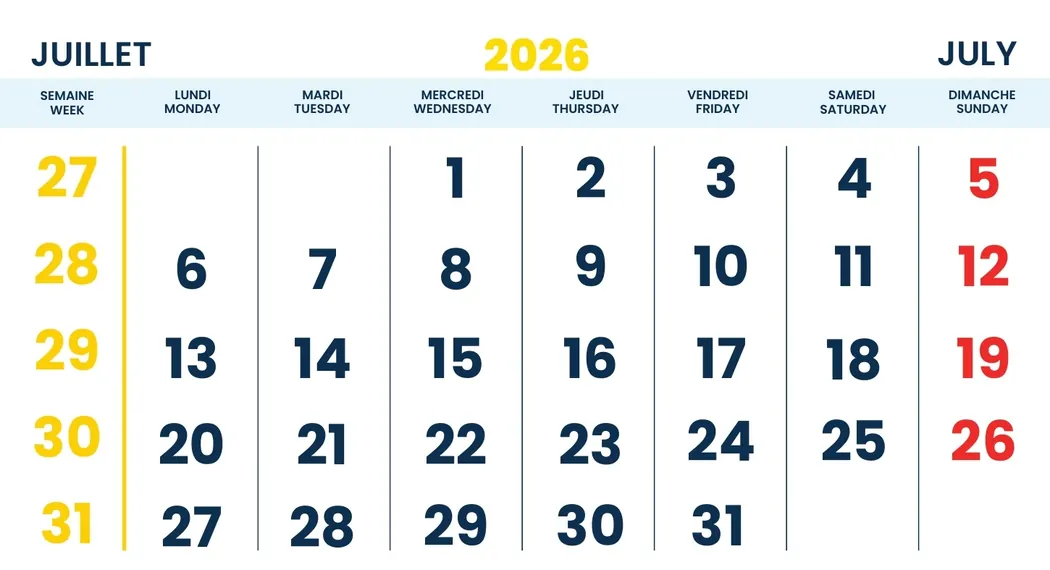 JUILLET 2026 JULY
SEMAINE LUNDI MARDI MERCREDI JEUDI VENDREDI SAMEDI DIMANCHE
WEEK MONDAY TUESDAY WEDNESDAY THURSDAY FRIDAY SATURDAY SUNDAY
27 1 2 3 4 5
28 6 7 8 9 10 11 12
29 13 14 15 16 17 18 19
30 20 21 22 23 24 25 26
31 27 28 29 30 31